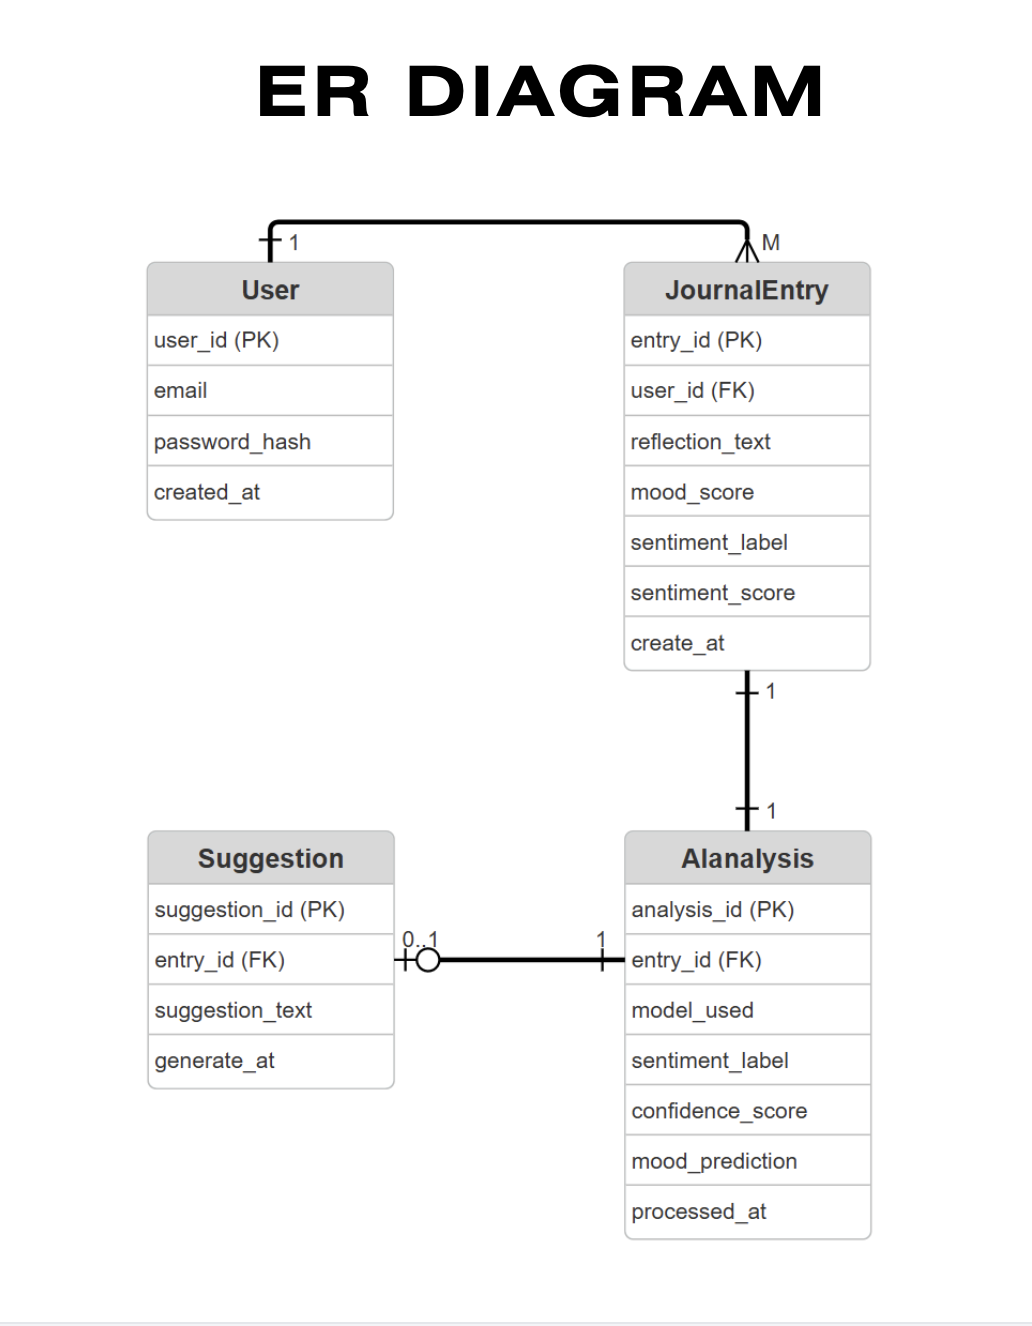 ER DIAGRAM
1
M
User
user_id (PK)
email
password_hash
created_at
JournalEntry
entry_id (PK)
user_id (FK)
reflection_text
mood_score
sentiment_label
sentiment_score
create_at
1
1
Suggestion
suggestion_id (PK)
entry_id (FK)
suggestion_text
generate_at
0..1
1
AIanalysis
analysis_id (PK)
entry_id (FK)
model_used
sentiment_label
confidence_score
mood_prediction
processed_at